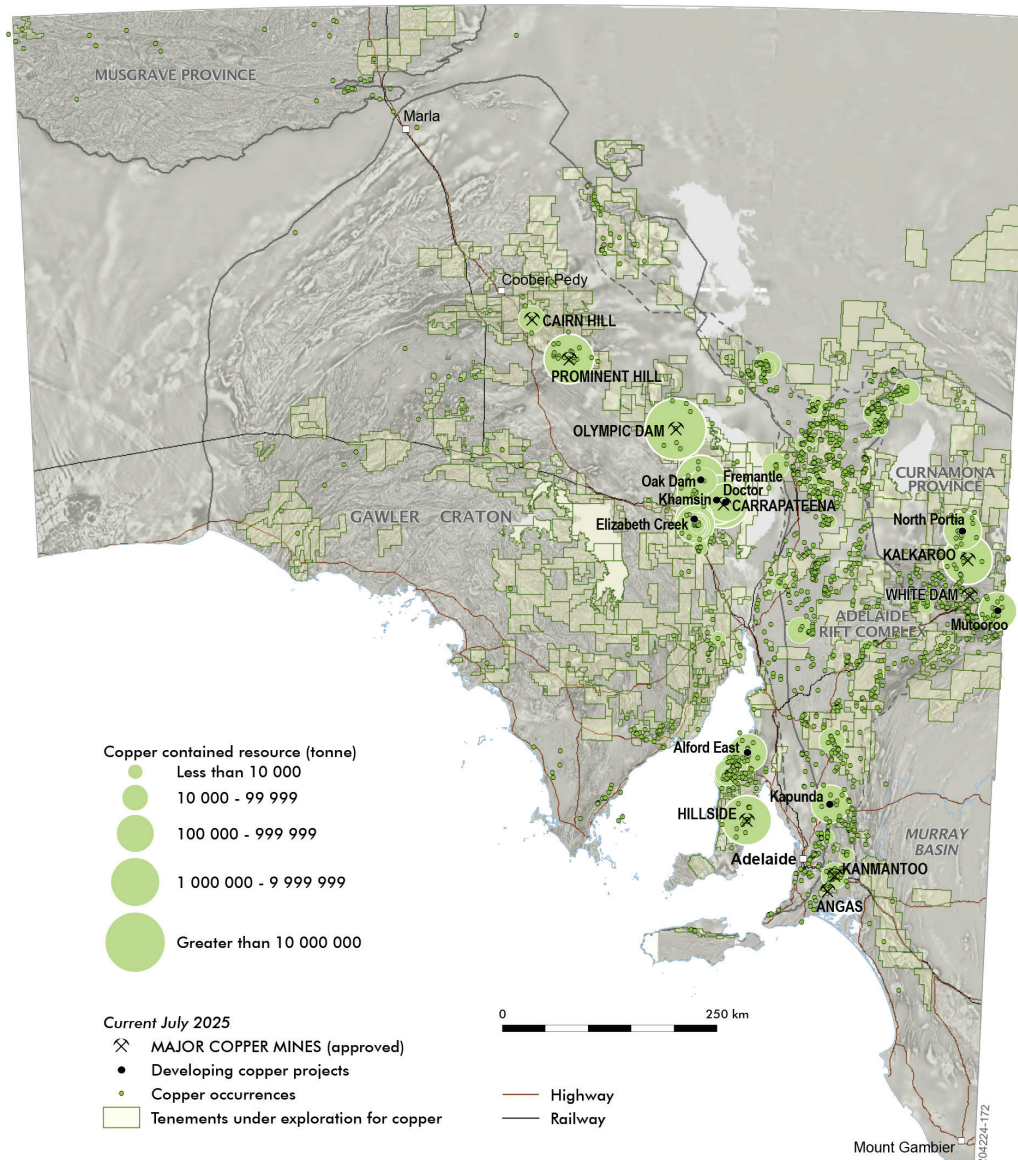 MUSGRAVE PROVINCE
Marla
Coober Pedy
CAIRN HILL
PROMINENT HILL
OLYMPIC DAM
Oak Dam
Fremantle
Doctor
Khamsin
CARRAPATEENA
Elizabeth Creek
GAWLER CRATON
CURNAMONA
PROVINCE
North Portia
KALKAROO
WHITE DAM
Mutooroo
ADELAIDE
RIFT COMPLEX
Alford East
Kapunda
HILLSIDE
Adelaide
KANMANTOO
ANGAS
MURRAY
BASIN
Mount Gambier
Copper contained resource (tonne)
Less than 10 000
10 000 - 99 999
100 000 - 999 999
1 000 000 - 9 999 999
Greater than 10 000 000
Current July 2025
MAJOR COPPER MINES (approved)
Developing copper projects
Copper occurrences
Tenements under exploration for copper
0 250 km
Highway
Railway
204224-172